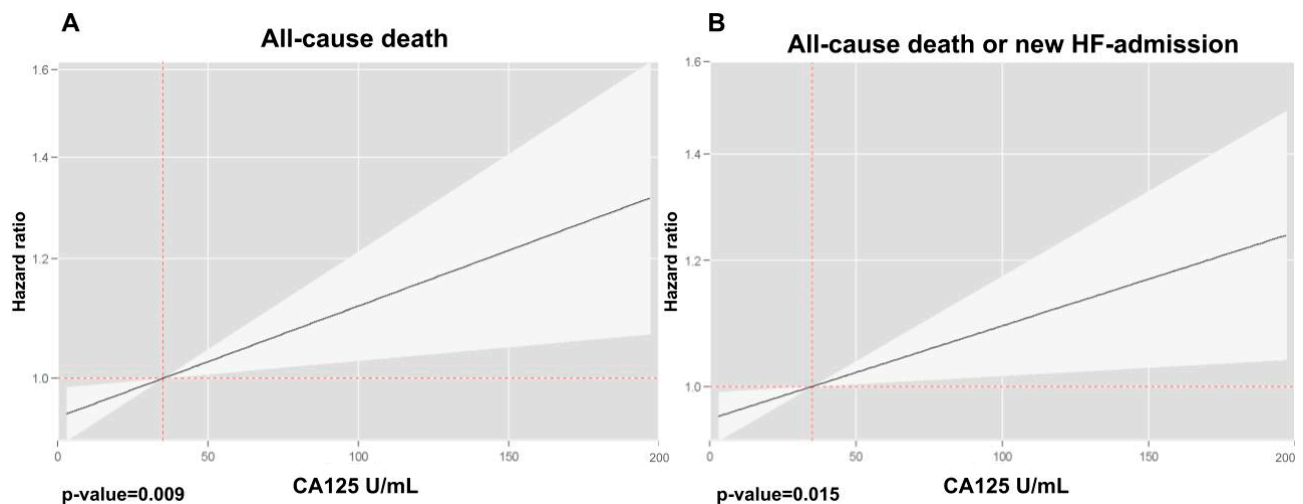 A
All-cause death
1.6
1.4
1.2
1.0
Hazard ratio
0
50
100
150
200
CA125 U/mL
p-value=0.009
B
All-cause death or new HF-admission
1.6
1.4
1.2
1.0
Hazard ratio
0
50
100
150
200
CA125 U/mL
p-value=0.015